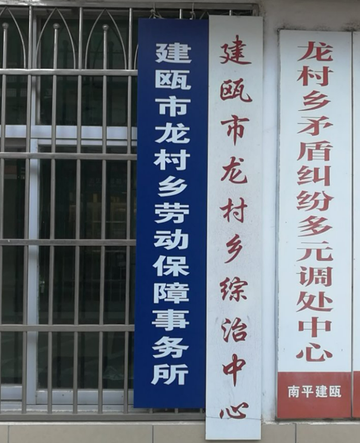 建瓯市龙村乡劳动保障事务所
建瓯市龙村乡综治中心
龙村乡矛盾纠纷多元调处中心
南平建瓯